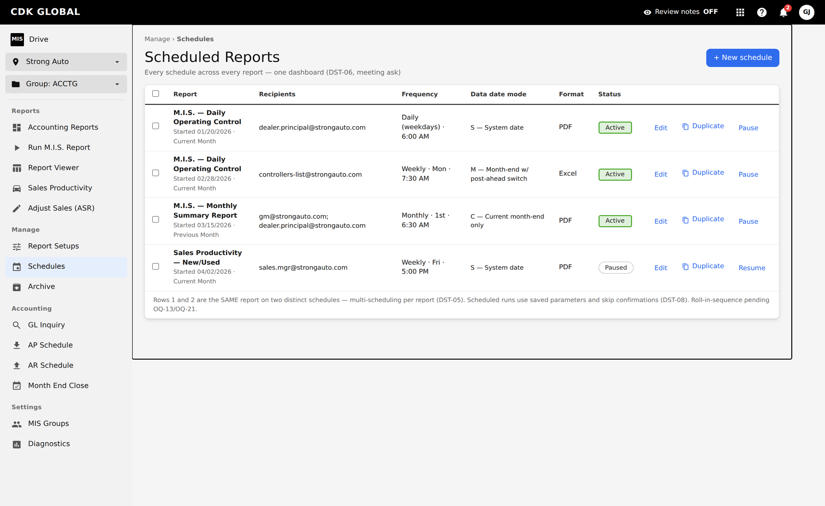 CDK GLOBAL
Review notes OFF
2
GJ
MIS Drive
Strong Auto
Group: ACCTG
Reports
Accounting Reports
Run M.I.S. Report
Report Viewer
Sales Productivity
Adjust Sales (ASR)
Manage
Report Setups
Schedules
Archive
Accounting
GL Inquiry
AP Schedule
AR Schedule
Month End Close
Settings
MIS Groups
Diagnostics
Manage › Schedules
Scheduled Reports
Every schedule across every report — one dashboard (DST-06, meeting ask)
+ New schedule
Report Recipients Frequency Data date mode Format Status
M.I.S. — Daily
Operating Control
Started 01/20/2026 ·
Current Month
dealer.principal@strongauto.com
Daily
(weekdays) ·
6:00 AM
S — System date
PDF
Active
Edit Duplicate Pause
M.I.S. — Daily
Operating Control
Started 02/28/2026 ·
Current Month
controllers-list@strongauto.com
Weekly · Mon ·
7:30 AM
M — Month-end w/
post-ahead switch
Excel
Active
Edit Duplicate Pause
M.I.S. — Monthly
Summary Report
Started 03/15/2026 ·
Previous Month
gm@strongauto.com;
dealer.principal@strongauto.com
Monthly · 1st ·
6:30 AM
C — Current month-end
only
PDF
Active
Edit Duplicate Pause
Sales Productivity
— New/Used
Started 04/02/2026 ·
Current Month
sales.mgr@strongauto.com
Weekly · Fri ·
5:00 PM
S — System date
PDF
Paused
Edit Duplicate Resume
Rows 1 and 2 are the SAME report on two distinct schedules — multi-scheduling per report (DST-05). Scheduled runs use saved parameters and skip confirmations (DST-08). Roll-in-sequence pending
OQ-13/OQ-21.